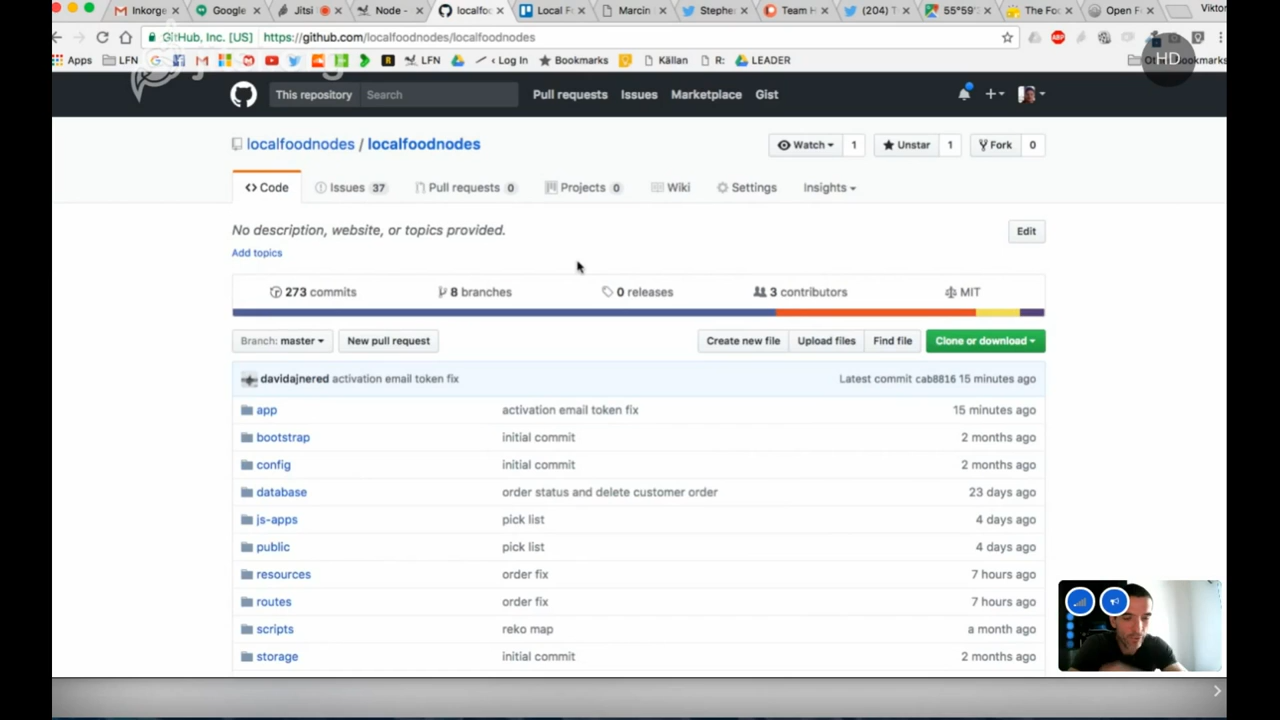 Inkorge Google Jitsi Node - localfoo Local F Marcin Stephe Team H (204) T 55°59' The Fo Open F Viktor
GitHub, Inc. [US] https://github.com/localfoodnodes/localfoodnodes
HD
Apps LFN LFN < Log In Bookmarks Källan R: LEADER Bookmarks
This repository Search Pull requests Issues Marketplace Gist
localfoodnodes / localfoodnodes Watch 1 Unstar 1 Fork 0
<> Code Issues 37 Pull requests 0 Projects 0 Wiki Settings Insights
No description, website, or topics provided. Edit
Add topics
273 commits 8 branches 0 releases 3 contributors MIT
Branch: master New pull request Create new file Upload files Find file Clone or download
davidajnered activation email token fix Latest commit cab8816 15 minutes ago
app activation email token fix 15 minutes ago
bootstrap initial commit 2 months ago
config initial commit 2 months ago
database order status and delete customer order 23 days ago
js-apps pick list 4 days ago
public pick list 4 days ago
resources order fix 7 hours ago
routes order fix 7 hours ago
scripts reko map a month ago
storage initial commit 2 months ago